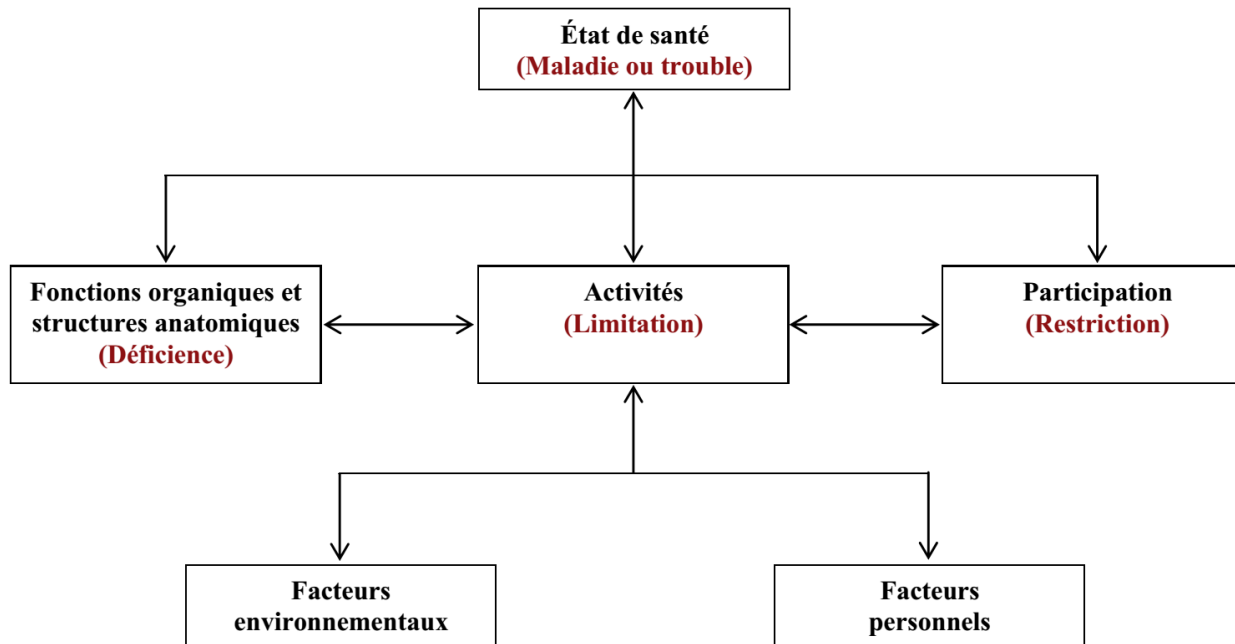 État de santé
(Maladie ou trouble)
Fonctions organiques et
structures anatomiques
(Déficience)
Activités
(Limitation)
Participation
(Restriction)
Facteurs
environnementaux
Facteurs
personnels